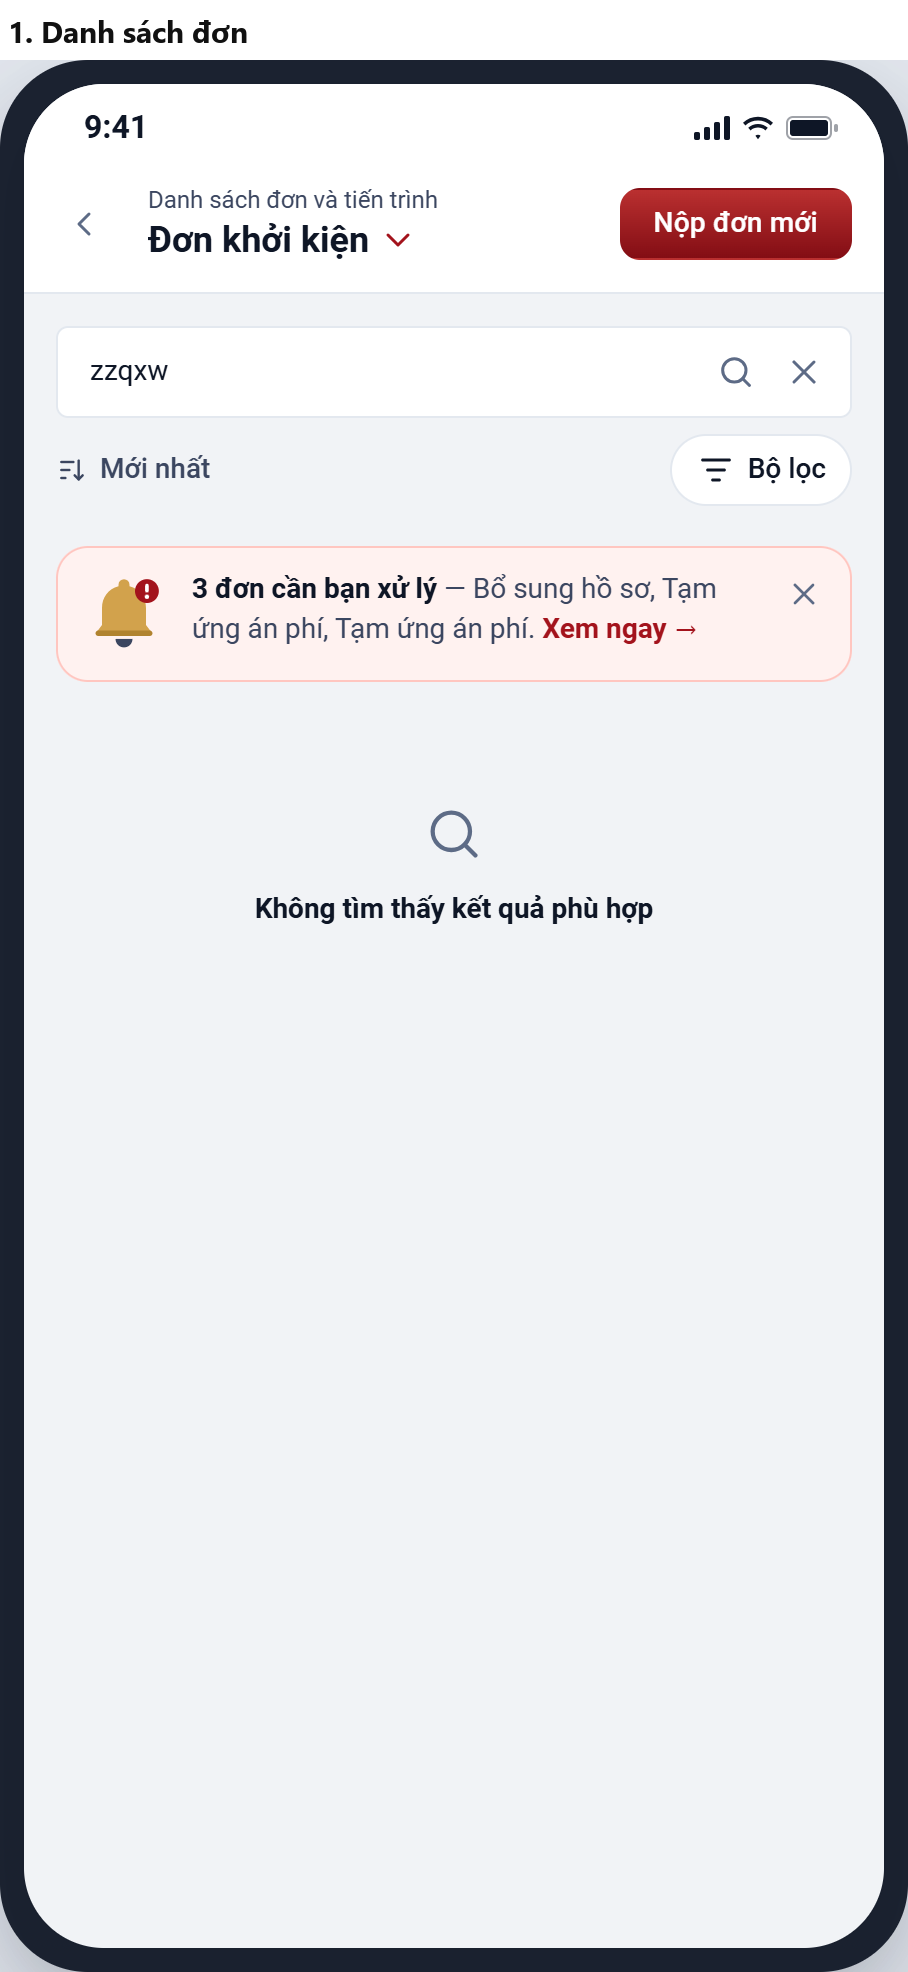 1. Danh sách đơn
9:41
Danh sách đơn và tiến trình
Đơn khởi kiện
Nộp đơn mới
zzqxw
Mới nhất
Bộ lọc
3 đơn cần bạn xử lý — Bổ sung hồ sơ, Tạm
ứng án phí, Tạm ứng án phí. Xem ngay →
Không tìm thấy kết quả phù hợp